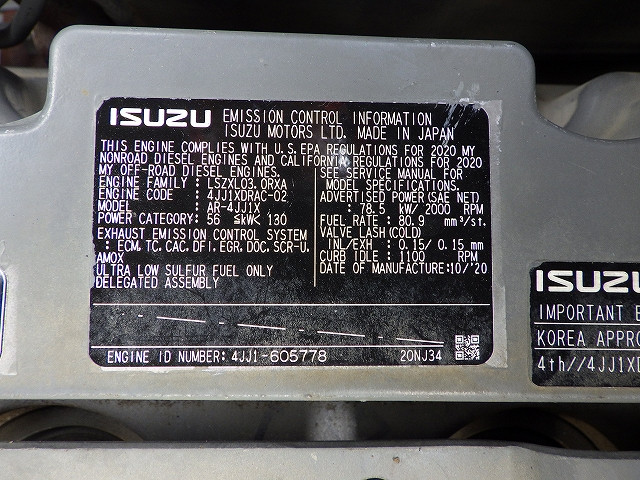 ISUZU EMISSION CONTROL INFORMATION
ISUZU MOTORS LTD. MADE IN JAPAN
THIS ENGINE COMPLIES WITH U.S.EPA REGULATIONS FOR 2020 MY
NONROAD DIESEL ENGINES AND CALIFORNIA REGULATIONS FOR 2020
MY OFF-ROAD DIESEL ENGINES.
ENGINE FAMILY : LSZXL03.0RXA
ENGINE CODE : 4JJ1XDRAC-02
MODEL : AR-4JJ1X
POWER CATEGORY: 56 ≦kW< 130
EXHAUST EMISSION CONTROL SYSTEM
: ECM,TC,CAC,DFI,EGR,DOC,SCR-U,
AMOX
ULTRA LOW SULFUR FUEL ONLY
DELEGATED ASSEMBLY
SEE SERVICE MANUAL FOR
MODEL SPECIFICATIONS.
ADVERTISED POWER(SAE NET)
: 78.5 kW/ 2000 RPM
FUEL RATE: 80.9 mm³/st.
VALVE LASH(COLD)
INL/EXH : 0.15/ 0.15 mm
CURB IDLE : 1100 RPM
DATE OF MANUFACTURE:10/'20
ENGINE ID NUMBER: 4JJ1-605778 20NJ34
ISUZU
IMPORTANT E
KOREA APPRO
4th//4JJ1XD